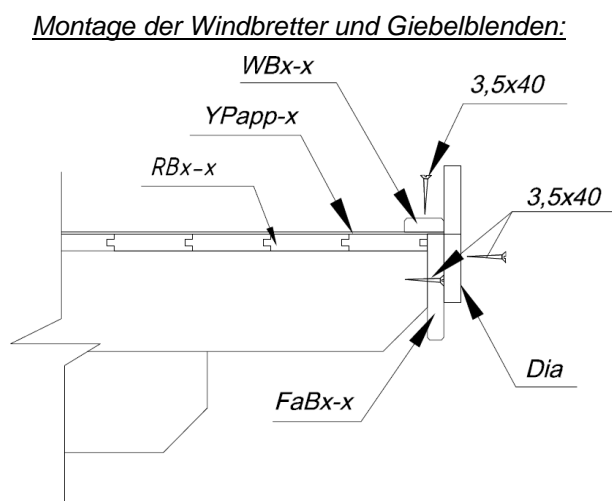 Montage der Windbretter und Giebelblenden:
WBx-x
3,5x40
YPapp-x
RBx-x
3,5x40
Dia
FaBx-x